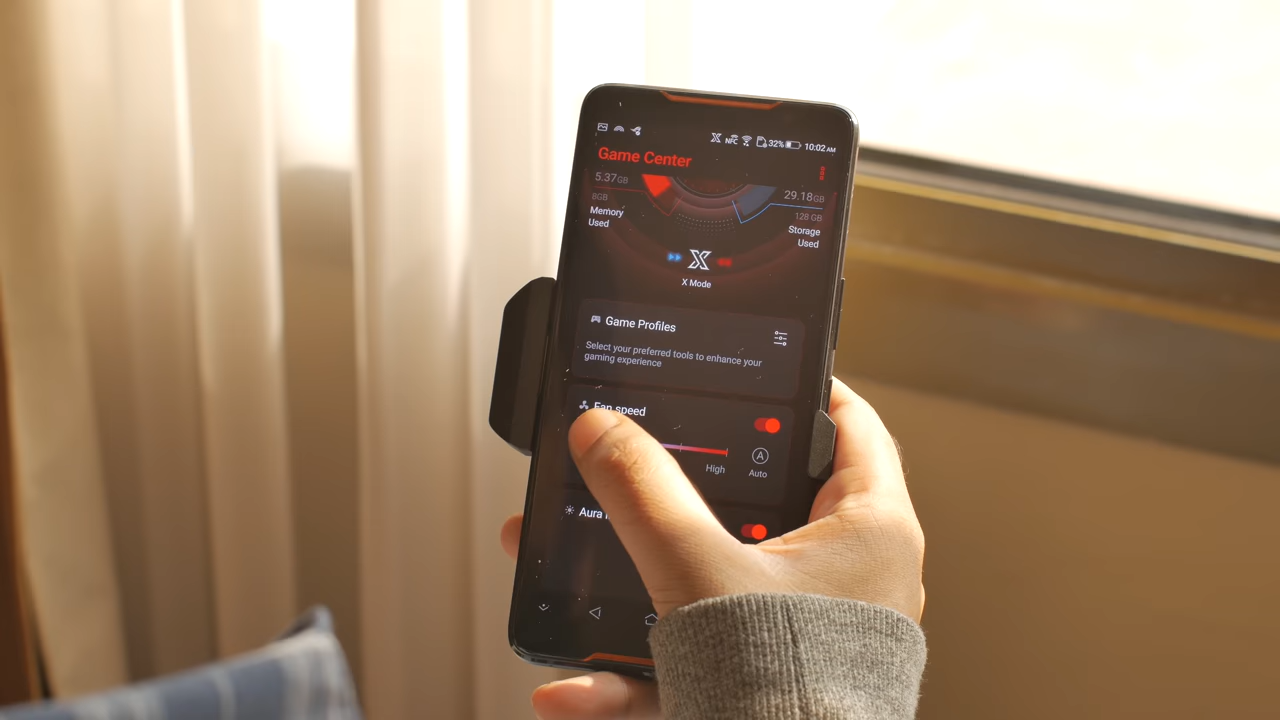 NFC 32% 10:02 AM
Game Center
5.37GB
8GB
Memory
Used
29.18GB
128 GB
Storage
Used
X Mode
Game Profiles
Select your preferred tools to enhance your
gaming experience
Fan speed
High
A
Auto
Aura